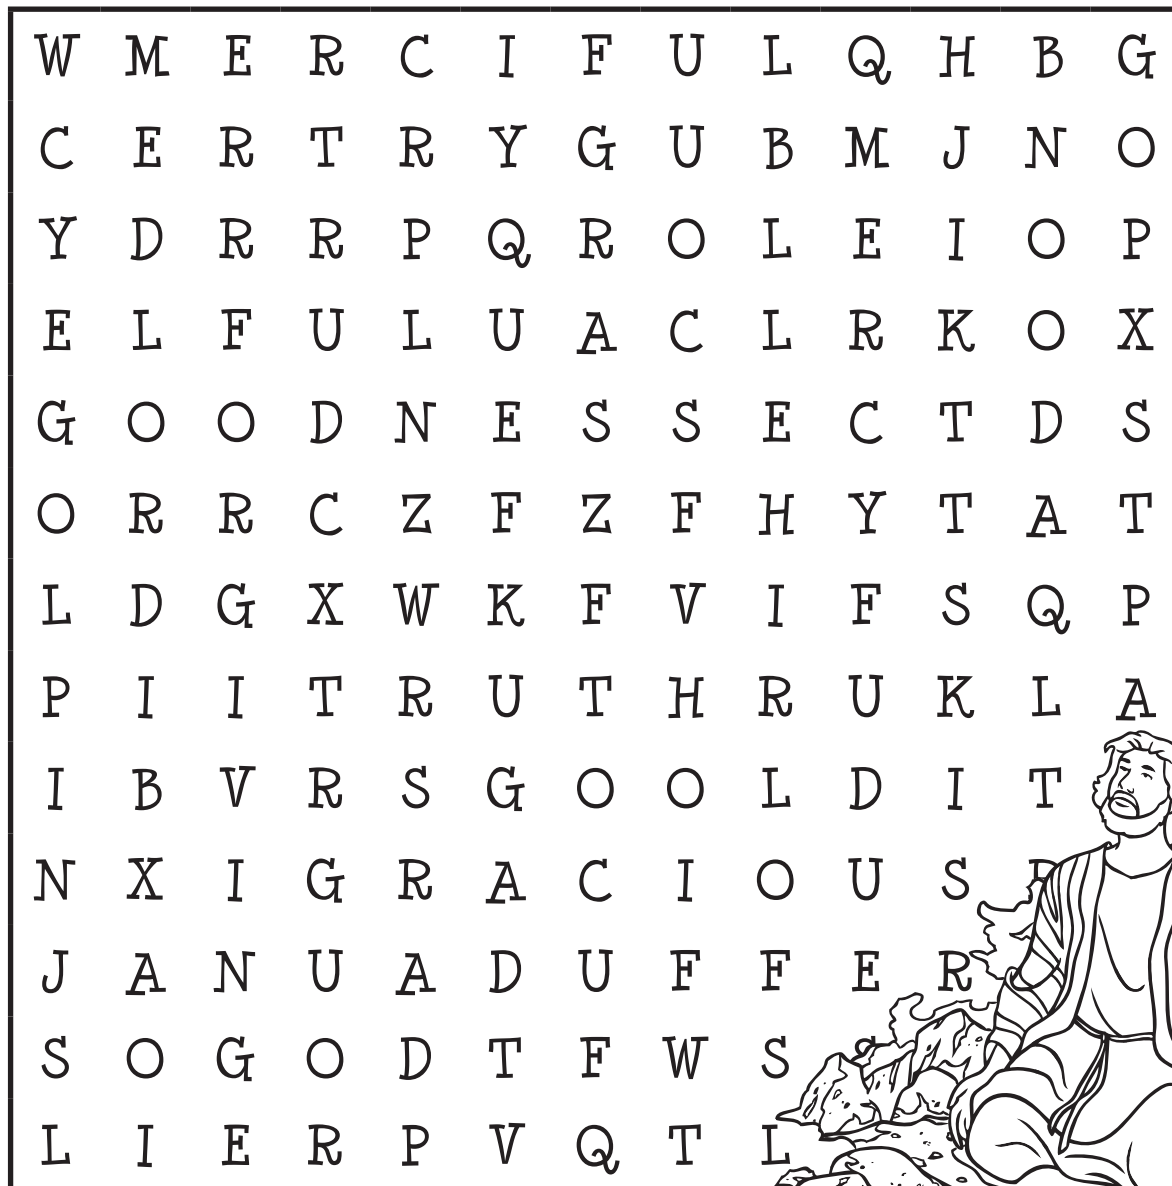 W M E R C I F U L Q H B G
C E R T R Y G U B M J N O
Y D R R P Q R O L E I O P
E L F U L U A C L R K O X
G O O D N E S S E C T D S
O R R C Z F Z F H Y T A T
L D G X W K F V I F S Q P
P I I T R U T H R U K L A
I B V R S G O O L D I T
N X I G R A C I O U S
J A N U A D U F F E R
S O G O D T F W S
L I E R P V Q T L